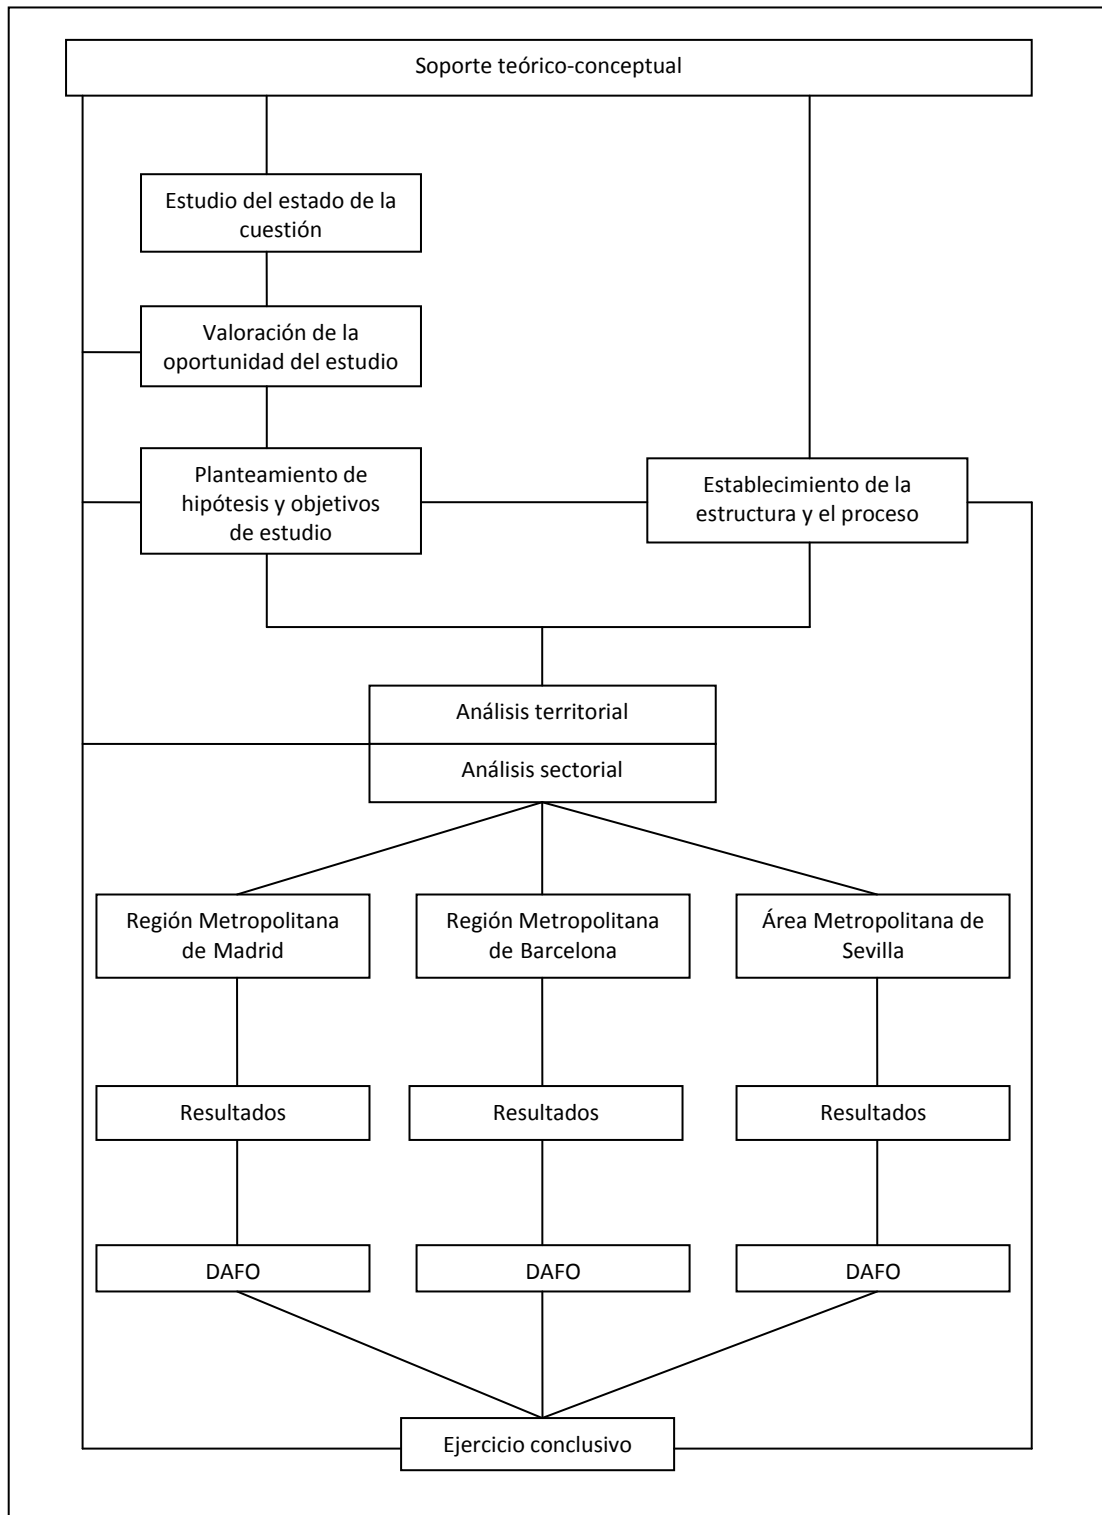 Soporte teórico-conceptual
Estudio del estado de la
cuestión
Valoración de la
oportunidad del estudio
Planteamiento de
hipótesis y objetivos
de estudio
Establecimiento de la
estructura y el proceso
Análisis territorial
Análisis sectorial
Región Metropolitana
de Madrid
Región Metropolitana
de Barcelona
Área Metropolitana de
Sevilla
Resultados
Resultados
Resultados
DAFO
DAFO
DAFO
Ejercicio conclusivo